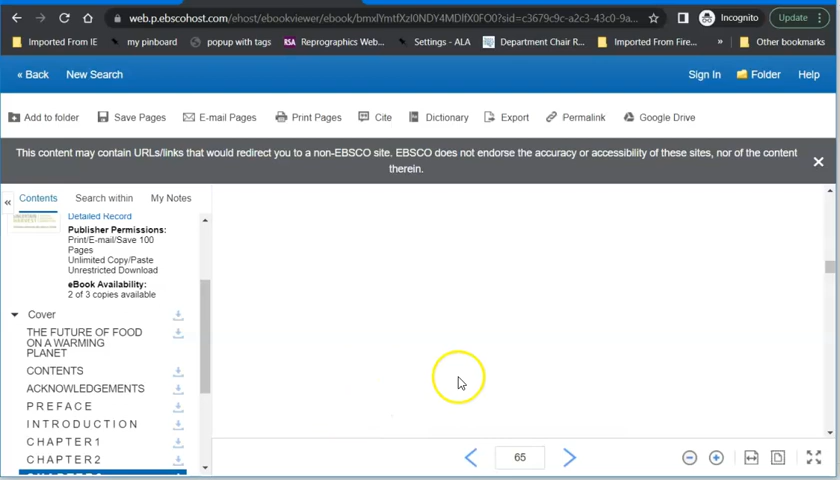 web.p.ebscohost.com/ehost/ebookviewer/ebook/bmxlYmtfXzI0NDY4MDlfX0FO0?sid=c3679c9c-a2c3-43c0-9a...
Incognito
Update
Imported From IE
my pinboard
popup with tags
RSA
Reprographics Web...
Settings - ALA
Department Chair R...
Imported From Fire...
»
Other bookmarks
« Back
New Search
Sign In
Folder
Help
Add to folder
Save Pages
E-mail Pages
Print Pages
Cite
Dictionary
Export
Permalink
Google Drive
This content may contain URLs/links that would redirect you to a non-EBSCO site. EBSCO does not endorse the accuracy or accessibility of these sites, nor of the content
therein.
«
Contents
Search within
My Notes
Detailed Record
Publisher Permissions:
Print/E-mail/Save 100
Pages
Unlimited Copy/Paste
Unrestricted Download
eBook Availability:
2 of 3 copies available
Cover
THE FUTURE OF FOOD
ON A WARMING
PLANET
CONTENTS
ACKNOWLEDGEMENTS
P R E F A C E
I N T R O D U C T I O N
C H A P T E R 1
C H A P T E R 2
65